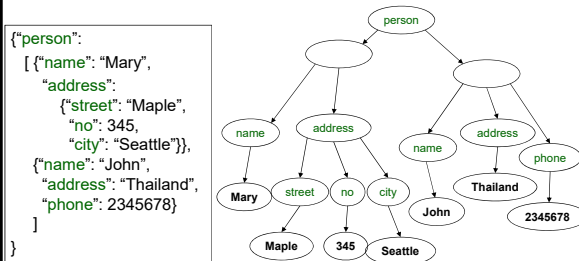 {“person”:
[ {“name”: “Mary”,
“address”:
{“street”: “Maple”,
“no”: 345,
“city”: “Seattle”}},
{“name”: “John”,
“address”: “Thailand”,
“phone”: 2345678}
]
}
person
name
address
name
address
phone
Mary
street
no
city
John
Thailand
2345678
Maple
345
Seattle